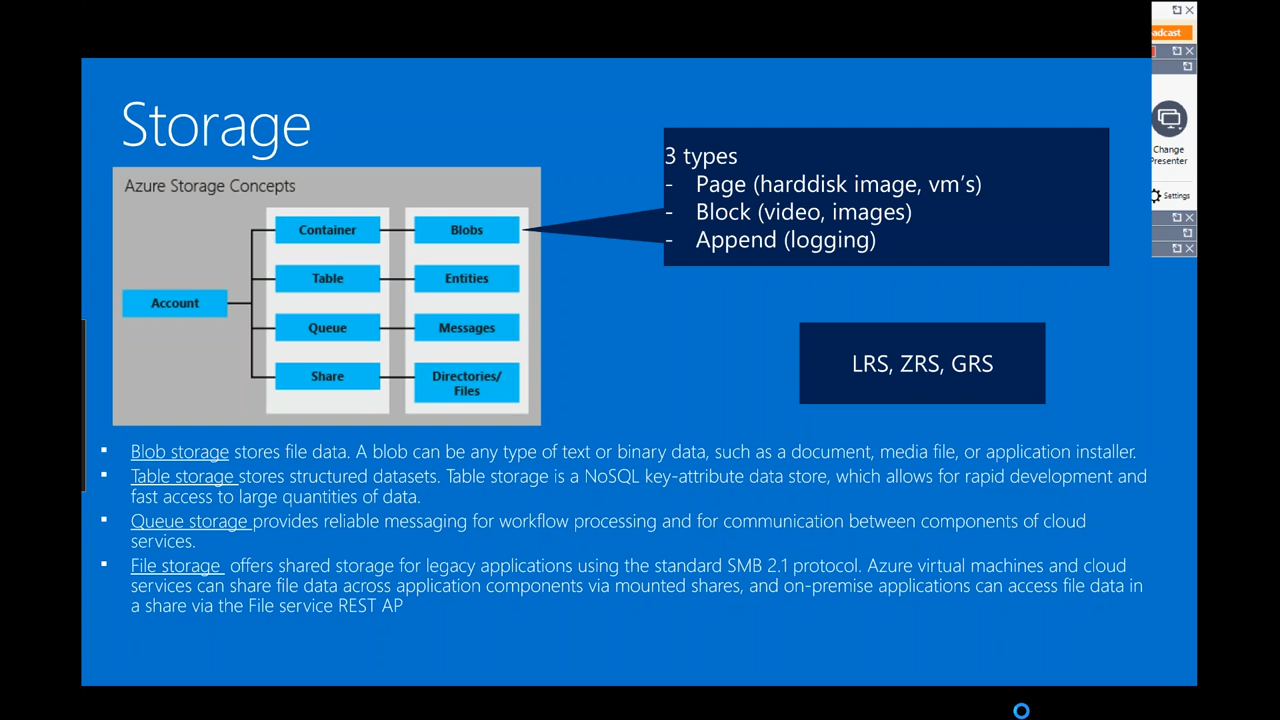 Storage
Azure Storage Concepts
Container
Blobs
Table
Entities
Account
Queue
Messages
Share
Directories/
Files
3 types
- Page (harddisk image, vm's)
- Block (video, images)
- Append (logging)
LRS, ZRS, GRS
▪ Blob storage stores file data. A blob can be any type of text or binary data, such as a document, media file, or application installer.
▪ Table storage stores structured datasets. Table storage is a NoSQL key-attribute data store, which allows for rapid development and
fast access to large quantities of data.
▪ Queue storage provides reliable messaging for workflow processing and for communication between components of cloud
services.
▪ File storage offers shared storage for legacy applications using the standard SMB 2.1 protocol. Azure virtual machines and cloud
services can share file data across application components via mounted shares, and on-premise applications can access file data in
a share via the File service REST AP
adcast
Change
Presenter
Settings